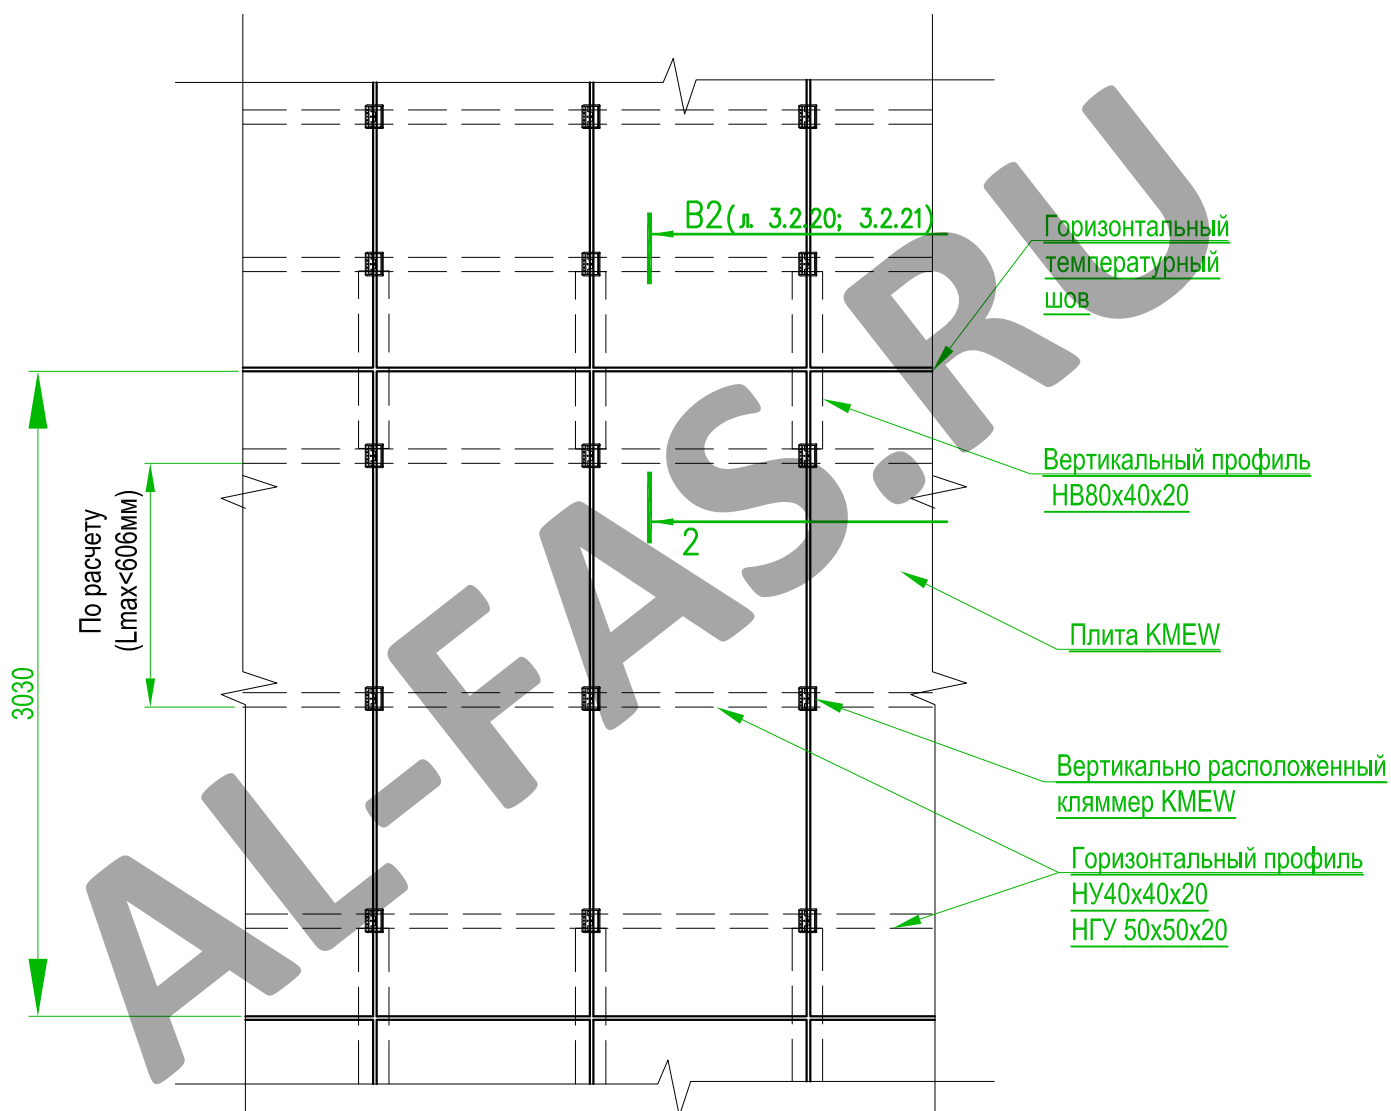 В2(л. 3.2.20; 3.2.21)
Горизонтальный
температурный
шов
Вертикальный профиль
НВ80х40х20
2
По расчету
(Lmax<606мм)
Плита KMEW
3030
Вертикально расположенный
кляммер KMEW
Горизонтальный профиль
НУ40х40х20
НГУ 50х50х20
AL-FAS.RU